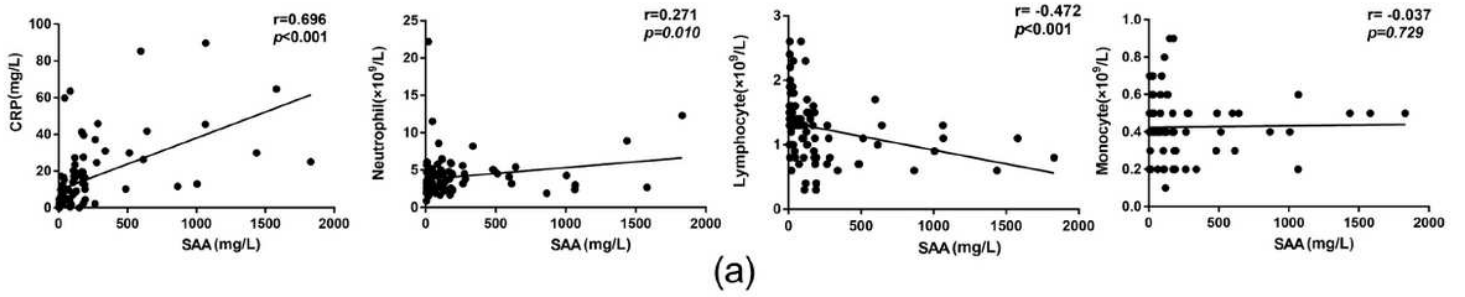 r=0.696
p<0.001
CRP(mg/L)
100
80
60
40
20
0
0 500 1000 1500 2000
SAA(mg/L)
r=0.271
p=0.010
Neutrophil(×10⁹/L)
25
20
15
10
5
0
0 500 1000 1500 2000
SAA(mg/L)
r= -0.472
p<0.001
Lymphocyte(×10⁹/L)
3
2
1
0
0 500 1000 1500 2000
SAA (mg/L)
r= -0.037
p=0.729
Monocyte(×10⁹/L)
1.0
0.8
0.6
0.4
0.2
0.0
0 500 1000 1500 2000
SAA (mg/L)
(a)